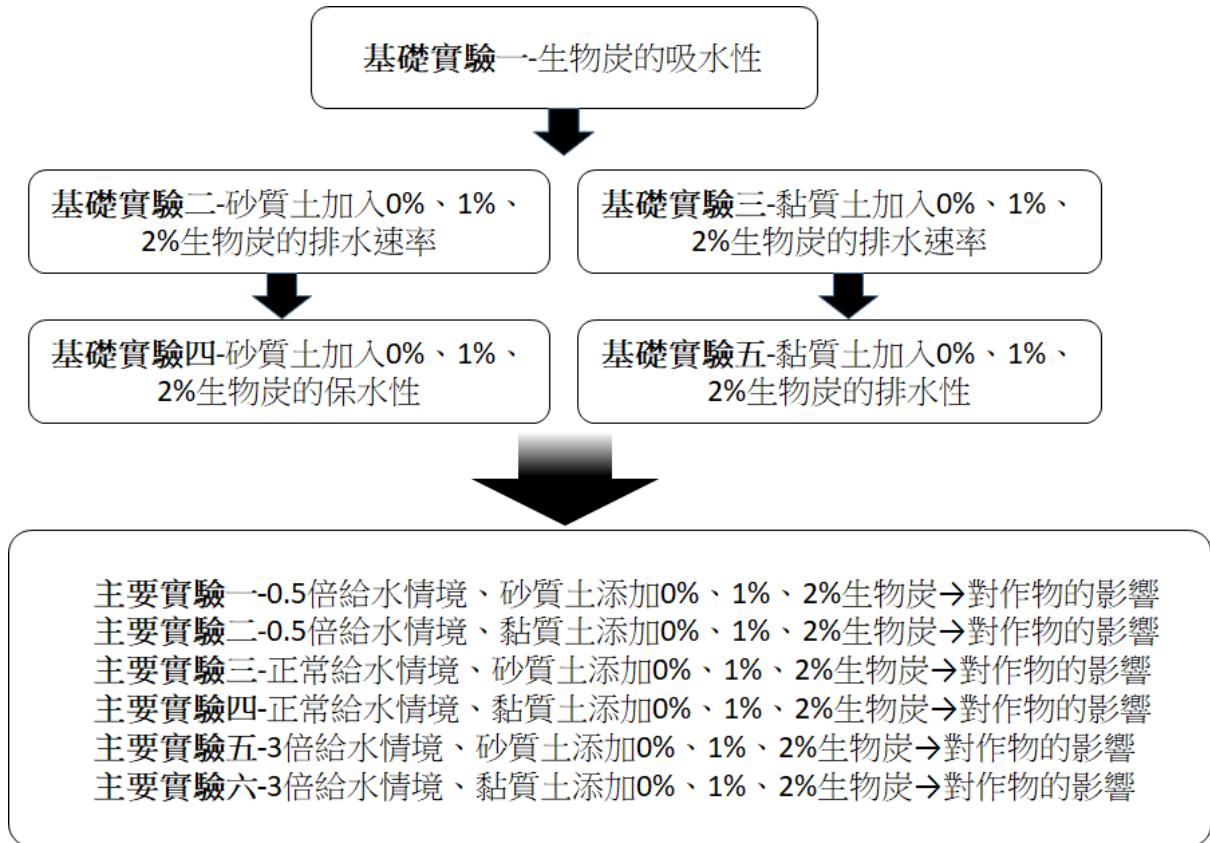 基礎實驗一-生物炭的吸水性
基礎實驗二-砂質土加入0%、1%、
2%生物炭的排水速率
基礎實驗三-黏質土加入0%、1%、
2%生物炭的排水速率
基礎實驗四-砂質土加入0%、1%、
2%生物炭的保水性
基礎實驗五-黏質土加入0%、1%、
2%生物炭的排水性
主要實驗一-0.5倍給水情境、砂質土添加0%、1%、2%生物炭→對作物的影響
主要實驗二-0.5倍給水情境、黏質土添加0%、1%、2%生物炭→對作物的影響
主要實驗三-正常給水情境、砂質土添加0%、1%、2%生物炭→對作物的影響
主要實驗四-正常給水情境、黏質土添加0%、1%、2%生物炭→對作物的影響
主要實驗五-3倍給水情境、砂質土添加0%、1%、2%生物炭→對作物的影響
主要實驗六-3倍給水情境、黏質土添加0%、1%、2%生物炭→對作物的影響